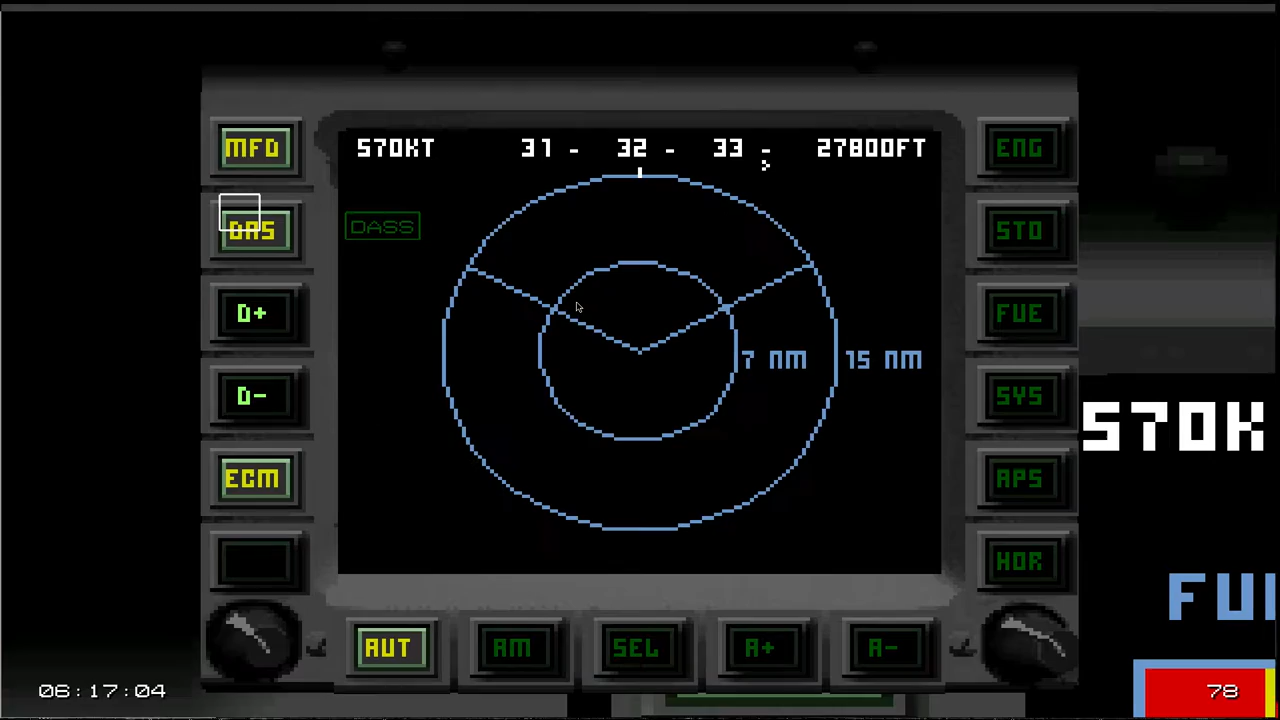 MFD
570KT 31 - 32 - 33 - 27800FT
ENG
DAS
DASS
STO
D+
FUE
7 nm 15 nm
D-
SYS
570K
ECM
APS
HOR
FUE
AUT AM SEL A+ A-
06:17:04
78